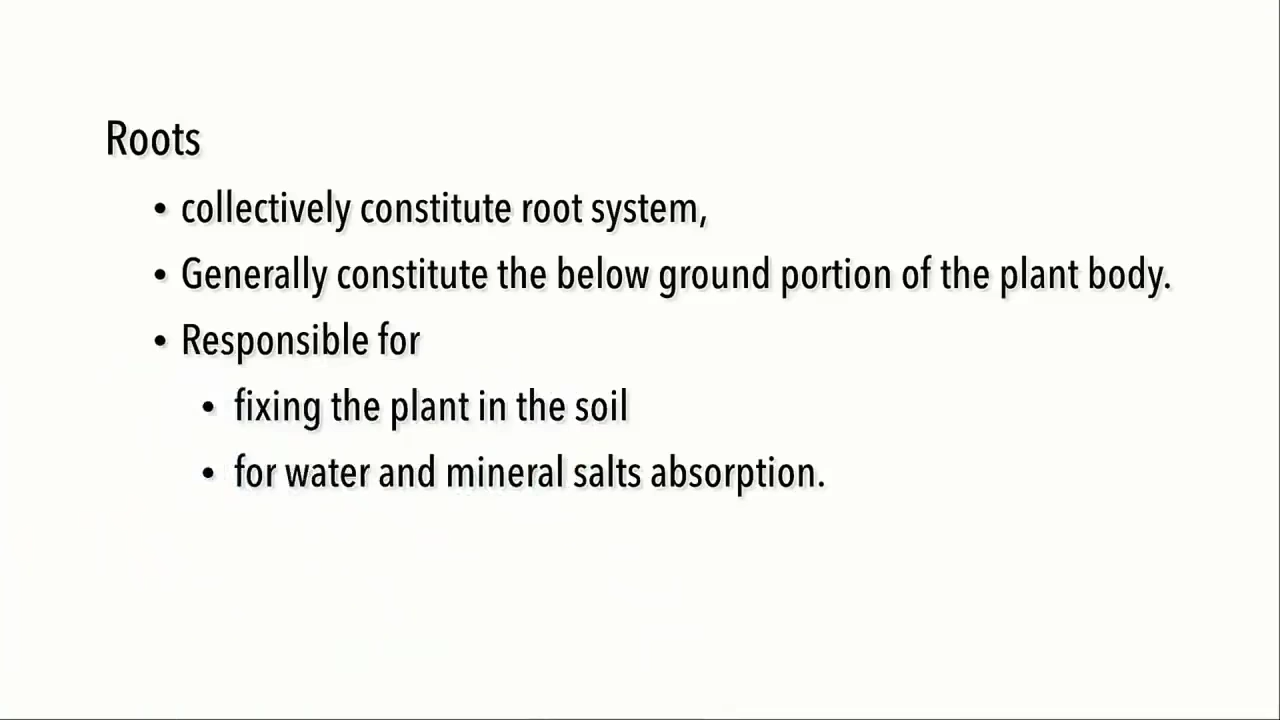 Roots
• collectively constitute root system,
• Generally constitute the below ground portion of the plant body.
• Responsible for
• fixing the plant in the soil
• for water and mineral salts absorption.